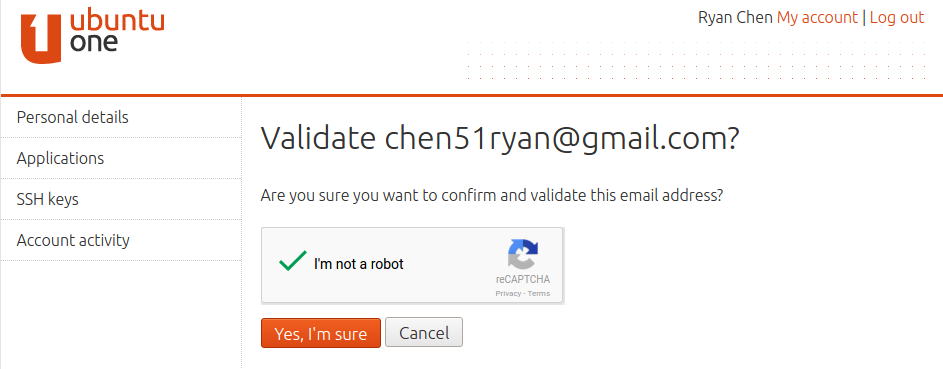 ubuntu
one
Ryan Chen My account | Log out
Personal details
Applications
SSH keys
Account activity
Validate chen51ryan@gmail.com?
Are you sure you want to confirm and validate this email address?
I'm not a robot
reCAPTCHA
Privacy - Terms
Yes, I'm sure
Cancel